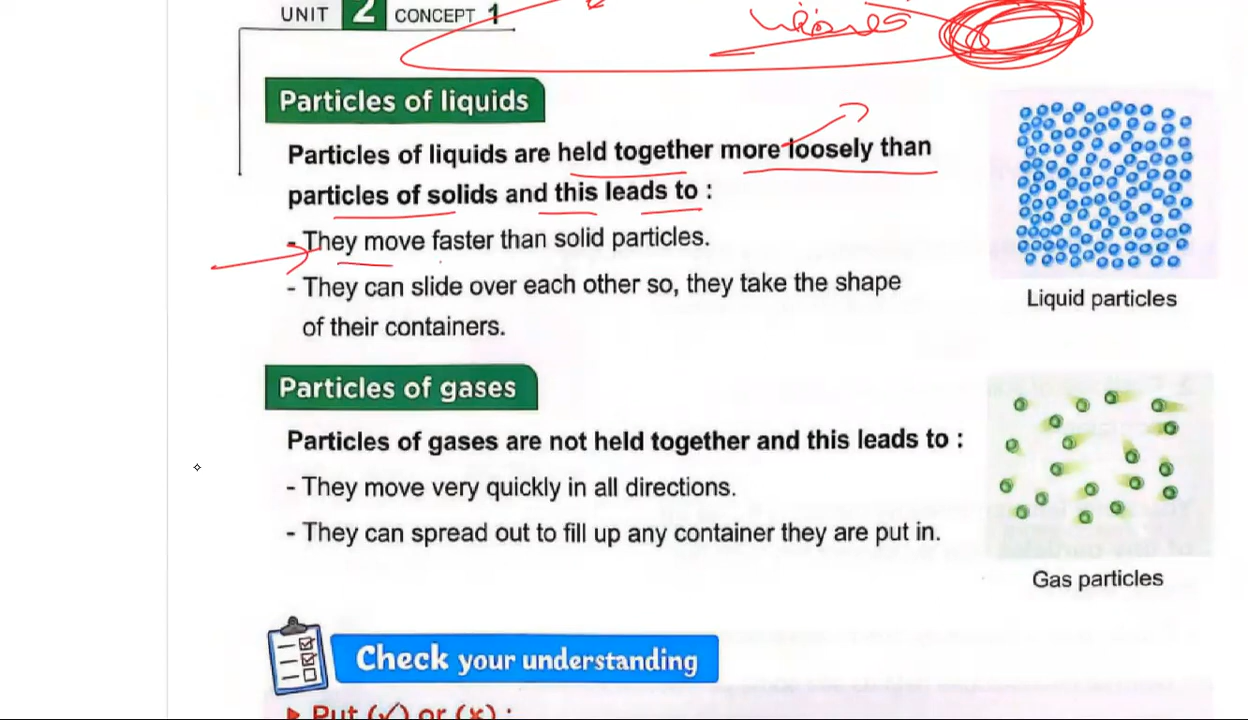 UNIT 2 CONCEPT 1
Particles of liquids
Particles of liquids are held together more loosely than
particles of solids and this leads to :
- They move faster than solid particles.
- They can slide over each other so, they take the shape
of their containers.
Liquid particles
Particles of gases
Particles of gases are not held together and this leads to :
- They move very quickly in all directions.
- They can spread out to fill up any container they are put in.
Gas particles
Check your understanding
Put (✓) or (x) :